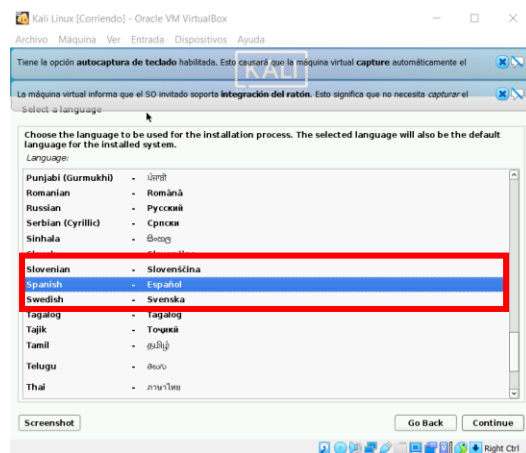 Kali Linux [Corriendo] - Oracle VM VirtualBox
Archivo Máquina Ver Entrada Dispositivos Ayuda
Tiene la opción autocaptura de teclado habilitada. Esto causará que la máquina virtual capture automáticamente el
KALI
La máquina virtual informa que el SO invitado soporta integración del ratón. Esto significa que no necesita capturar el
Select a language
Choose the language to be used for the installation process. The selected language will also be the default
language for the installed system.
Language:
Punjabi (Gurmukhi) - ਪੰਜਾਬੀ
Romanian - Română
Russian - Русский
Serbian (Cyrillic) - Српски
Sinhala - සිංහල
Slovenian - Slovenščina
Spanish - Español
Swedish - Svenska
Tagalog - Tagalog
Tajik - Тоҷикӣ
Tamil - தமிழ்
Telugu - తెలుగు
Thai - ภาษาไทย
Screenshot Go Back Continue
Right Ctrl